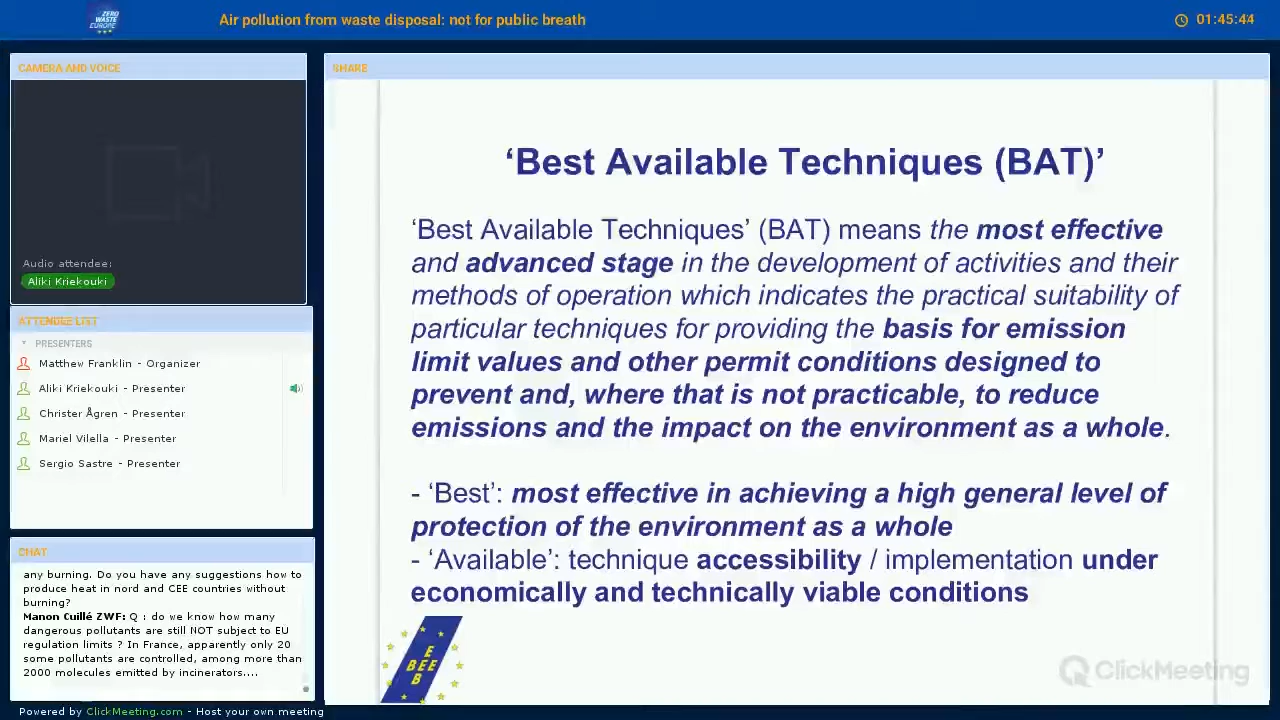 ZERO WASTE EUROPE
Air pollution from waste disposal: not for public breath
01:45:44
CAMERA AND VOICE
Audio attendee:
Aliki Kriekouki
ATTENDEE LIST
PRESENTERS
Matthew Franklin - Organizer
Aliki Kriekouki - Presenter
Christer Ågren - Presenter
Mariel Vilella - Presenter
Sergio Sastre - Presenter
CHAT
any burning. Do you have any suggestions how to
produce heat in nord and CEE countries without
burning?
Manon Cuillé ZWF: Q : do we know how many
dangerous pollutants are still NOT subject to EU
regulation limits ? In France, apparently only 20
some pollutants are controlled, among more than
2000 molecules emitted by incinerators....
SHARE
‘Best Available Techniques (BAT)’
‘Best Available Techniques’ (BAT) means the most effective
and advanced stage in the development of activities and their
methods of operation which indicates the practical suitability of
particular techniques for providing the basis for emission
limit values and other permit conditions designed to
prevent and, where that is not practicable, to reduce
emissions and the impact on the environment as a whole.
- ‘Best’: most effective in achieving a high general level of
protection of the environment as a whole
- ‘Available’: technique accessibility / implementation under
economically and technically viable conditions
E
BEE
B
ClickMeeting
Powered by ClickMeeting.com - Host your own meeting